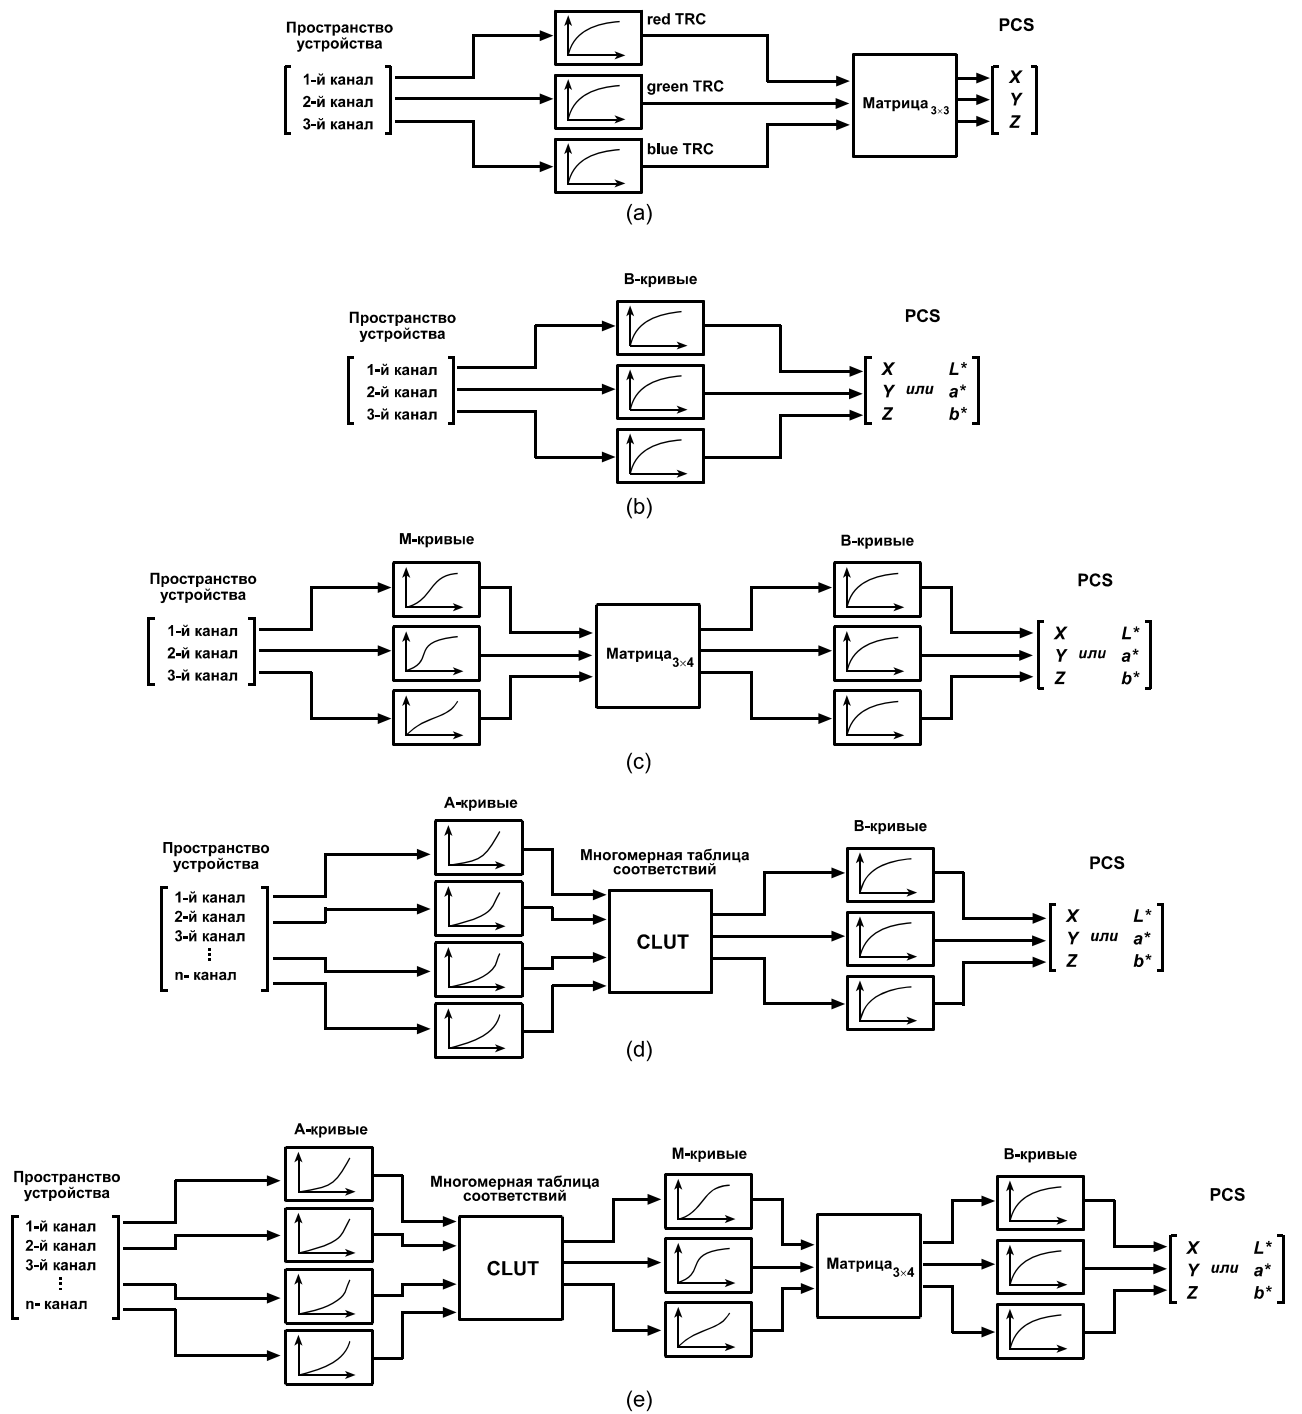 Пространство
устройства
1-й канал
2-й канал
3-й канал
red TRC
green TRC
blue TRC
Матрица3×3
PCS
X
Y
Z
(a)
В-кривые
Пространство
устройства
1-й канал
2-й канал
3-й канал
PCS
X L*
Y или a*
Z b*
(b)
М-кривые
В-кривые
Пространство
устройства
1-й канал
2-й канал
3-й канал
Матрица3×4
PCS
X L*
Y или a*
Z b*
(c)
А-кривые
В-кривые
Пространство
устройства
1-й канал
2-й канал
3-й канал
n- канал
Многомерная таблица
соответствий
CLUT
PCS
X L*
Y или a*
Z b*
(d)
А-кривые
М-кривые
В-кривые
Пространство
устройства
1-й канал
2-й канал
3-й канал
n- канал
Многомерная таблица
соответствий
CLUT
Матрица3×4
PCS
X L*
Y или a*
Z b*
(e)